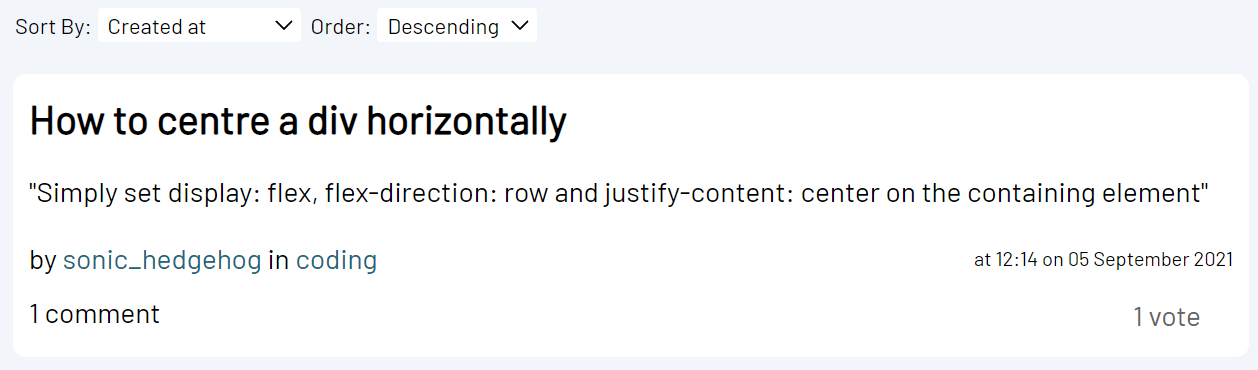 Sort By: Created at Order: Descending
How to centre a div horizontally
"Simply set display: flex, flex-direction: row and justify-content: center on the containing element"
by sonic_hedgehog in coding at 12:14 on 05 September 2021
1 comment 1 vote